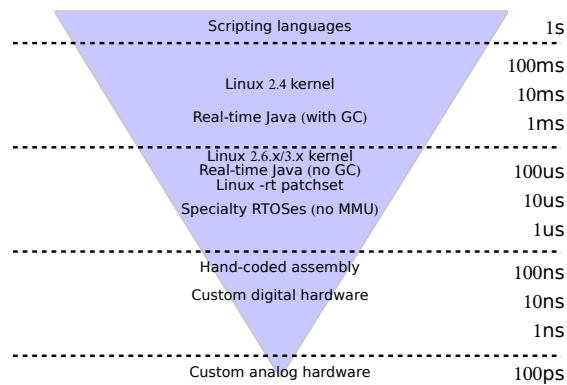 Scripting languages
1s
100ms
Linux 2.4 kernel
10ms
Real-time Java (with GC)
1ms
Linux 2.6.x/3.x kernel
Real-time Java (no GC)
100us
Linux -rt patchset
10us
Specialty RTOSes (no MMU)
1us
Hand-coded assembly
100ns
Custom digital hardware
10ns
1ns
Custom analog hardware
100ps